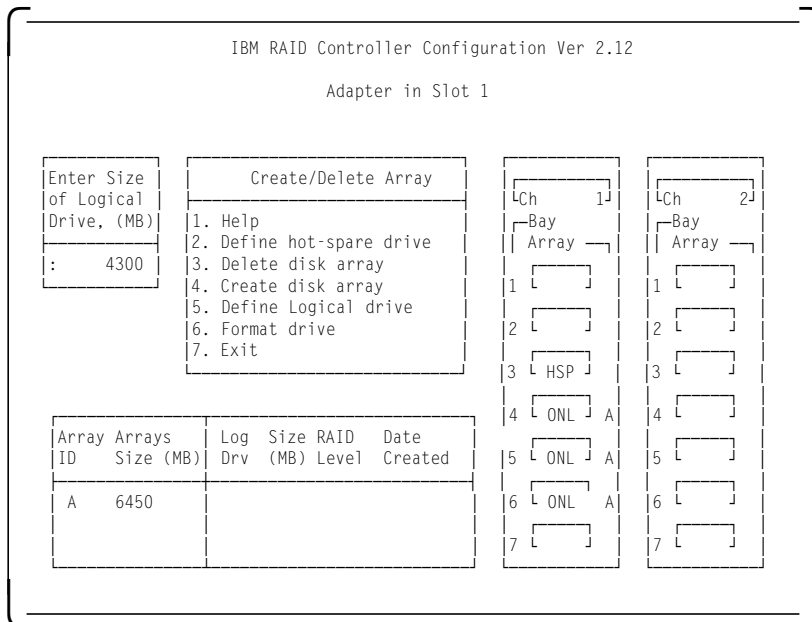 IBM RAID Controller Configuration Ver 2.12
Adapter in Slot 1
Enter Size
of Logical
Drive, (MB)
: 4300
Create/Delete Array
1. Help
2. Define hot-spare drive
3. Delete disk array
4. Create disk array
5. Define Logical drive
6. Format drive
7. Exit
Array Arrays Log Size RAID Date
ID Size (MB) Drv (MB) Level Created
A 6450
Ch 1
Bay
Array
1
2
3 HSP
4 ONL A
5 ONL A
6 ONL A
7
Ch 2
Bay
Array
1
2
3
4
5
6
7